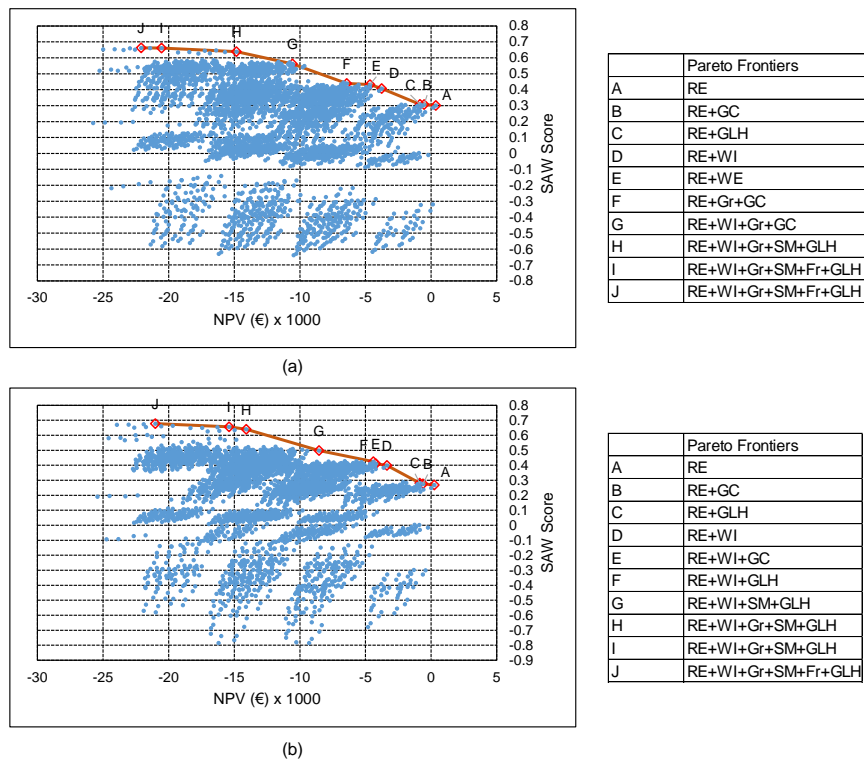 J I H G F E D C B A
0.8
0.7
0.6
0.5
0.4
0.3
0.2
0.1
0
-0.1
-0.2
-0.3
-0.4
-0.5
-0.6
-0.7
-0.8
SAW Score
-30 -25 -20 -15 -10 -5 0 5
NPV (€) x 1000
(a)
Pareto Frontiers
A RE
B RE+GC
C RE+GLH
D RE+WI
E RE+WE
F RE+Gr+GC
G RE+WI+Gr+GC
H RE+WI+Gr+SM+GLH
I RE+WI+Gr+SM+Fr+GLH
J RE+WI+Gr+SM+Fr+GLH
J I H G F E D C B A
0.8
0.7
0.6
0.5
0.4
0.3
0.2
0.1
0
-0.1
-0.2
-0.3
-0.4
-0.5
-0.6
-0.7
-0.8
-0.9
SAW Score
-30 -25 -20 -15 -10 -5 0 5
NPV (€) x 1000
(b)
Pareto Frontiers
A RE
B RE+GC
C RE+GLH
D RE+WI
E RE+WI+GC
F RE+WI+GLH
G RE+WI+SM+GLH
H RE+WI+Gr+SM+GLH
I RE+WI+Gr+SM+GLH
J RE+WI+Gr+SM+Fr+GLH